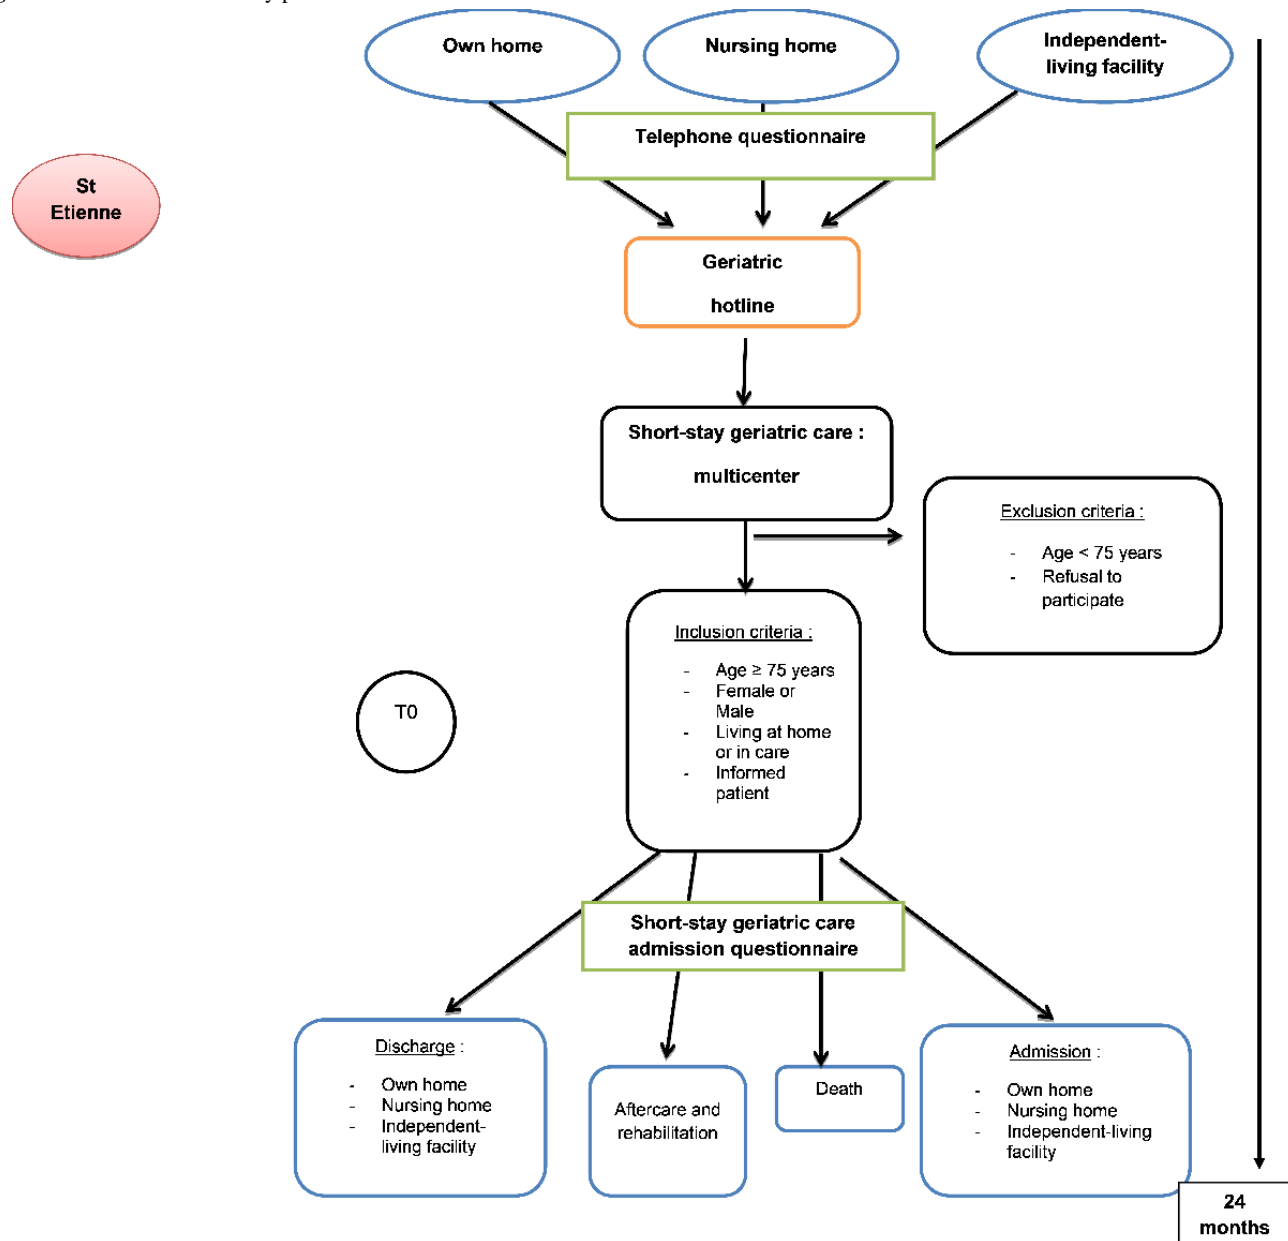 Own home
Nursing home
Independent-
living facility
Telephone questionnaire
St
Etienne
Geriatric
hotline
Short-stay geriatric care :
multicenter
Exclusion criteria :
- Age < 75 years
- Refusal to
participate
Inclusion criteria :
- Age ≥ 75 years
- Female or
Male
- Living at home
or in care
- Informed
patient
T0
Short-stay geriatric care
admission questionnaire
Discharge :
- Own home
- Nursing home
- Independent-
living facility
Aftercare and
rehabilitation
Death
Admission :
- Own home
- Nursing home
- Independent-living
facility
24
months